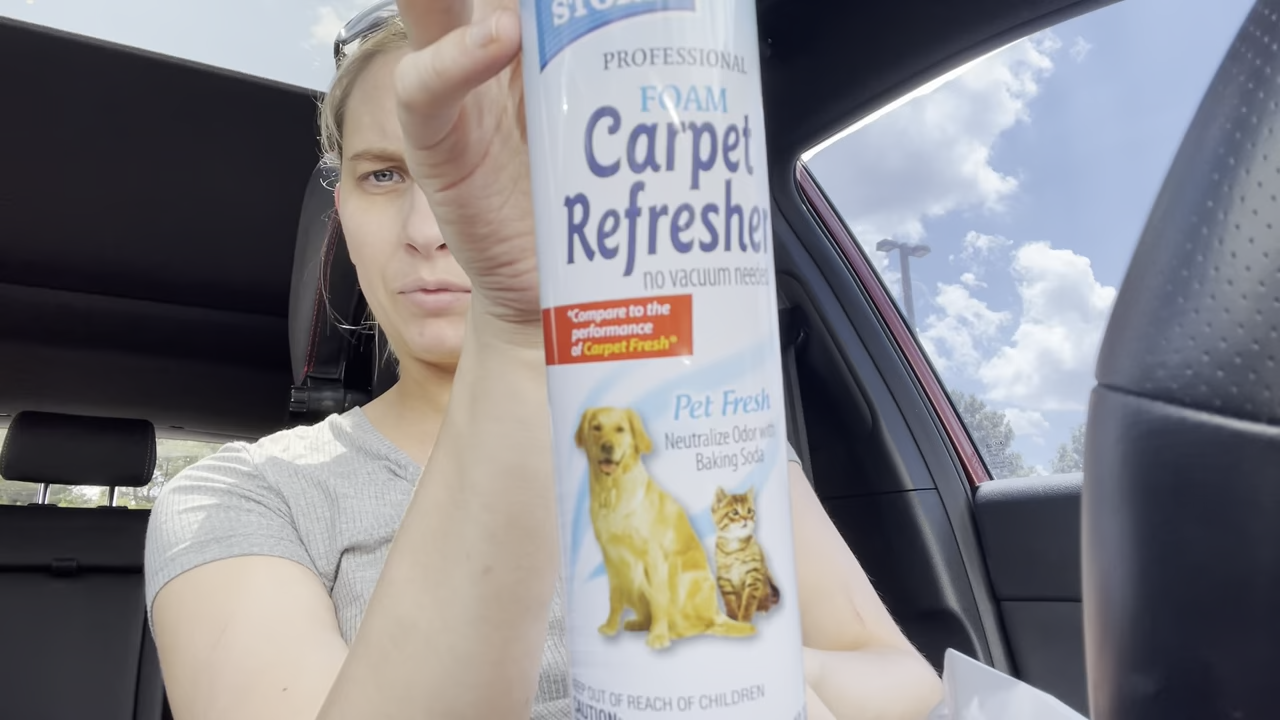 PROFESSIONAL
FOAM
Carpet
Refresher
no vacuum needed
*Compare to the
performance
of Carpet Fresh®
Pet Fresh
Neutralize Odor with
Baking Soda
KEEP OUT OF REACH OF CHILDREN
CAUTION